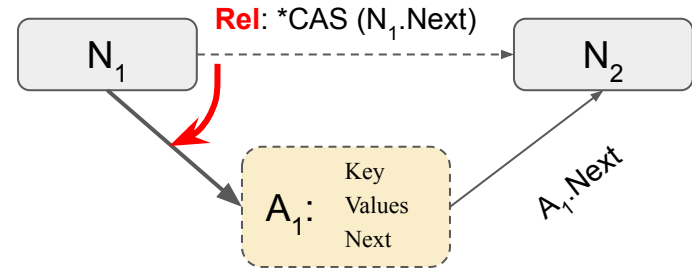 Rel: *CAS (N₁.Next)
N₁
N₂
Key
A₁: Values
Next
A₁.Next